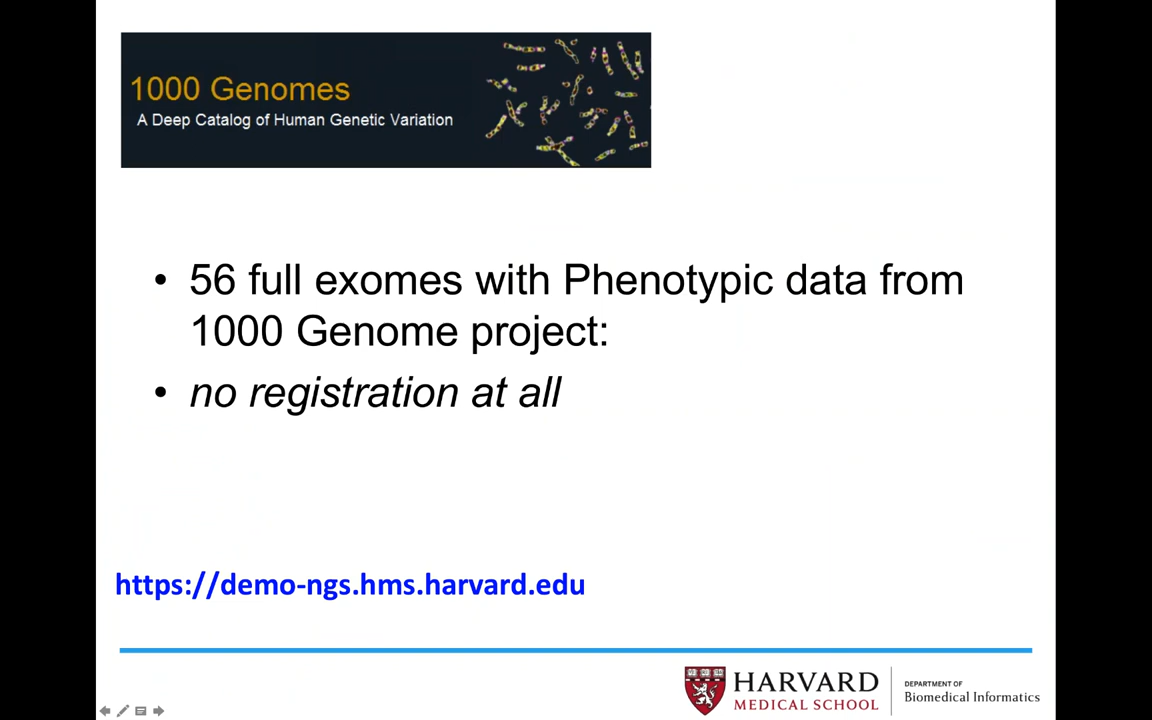 1000 Genomes
A Deep Catalog of Human Genetic Variation
• 56 full exomes with Phenotypic data from
1000 Genome project:
• no registration at all
https://demo-ngs.hms.harvard.edu
HARVARD
MEDICAL SCHOOL
DEPARTMENT OF
Biomedical Informatics